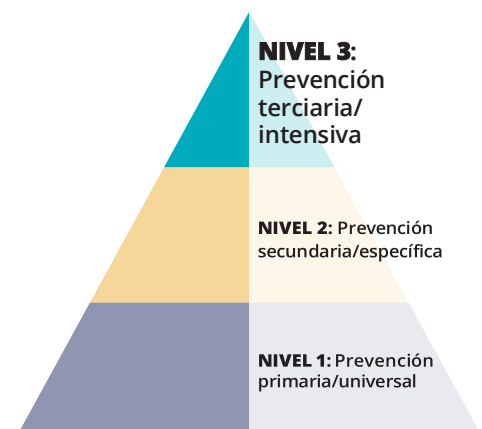 NIVEL 3:
Prevención
terciaria/
intensiva
NIVEL 2: Prevención
secundaria/específica
NIVEL 1: Prevención
primaria/universal